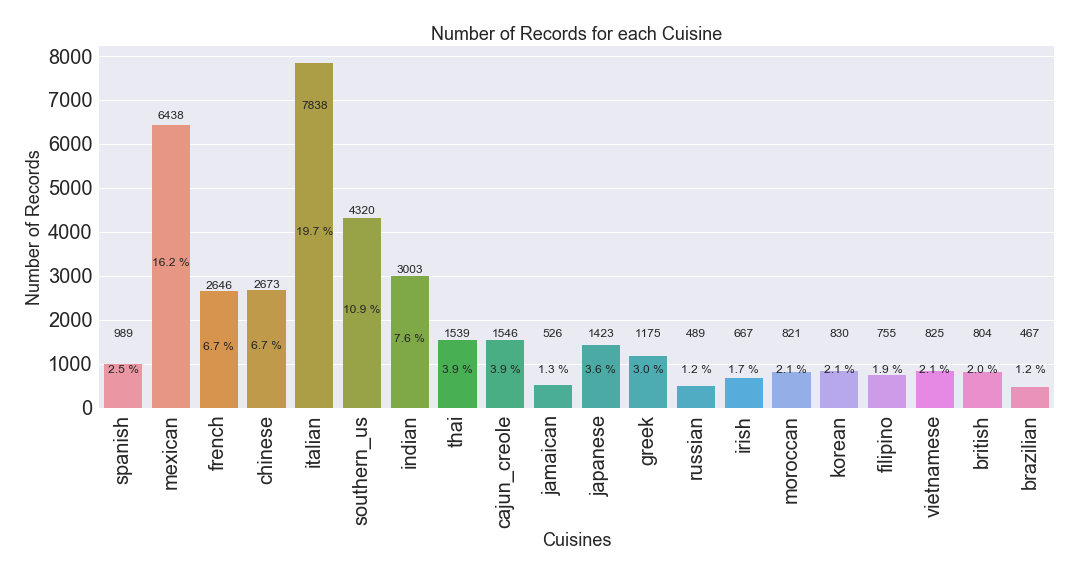 Number of Records for each Cuisine
Number of Records
8000
7000
6000
5000
4000
3000
2000
1000
0
989
6438
2646
2673
7838
4320
3003
1539
1546
526
1423
1175
489
667
821
830
755
825
804
467
2.5 %
16.2 %
6.7 %
6.7 %
19.7 %
10.9 %
7.6 %
3.9 %
3.9 %
1.3 %
3.6 %
3.0 %
1.2 %
1.7 %
2.1 %
2.1 %
1.9 %
2.1 %
2.0 %
1.2 %
spanish
mexican
french
chinese
italian
southern_us
indian
thai
cajun_creole
jamaican
japanese
greek
russian
irish
moroccan
korean
filipino
vietnamese
british
brazilian
Cuisines